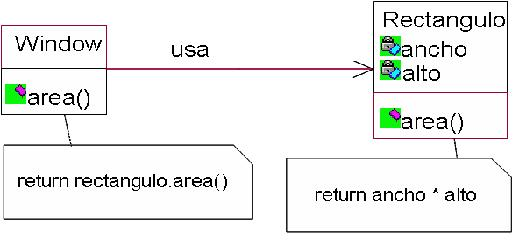 Window
area()
usa
Rectangulo
ancho
alto
area()
return rectangulo.area()
return ancho * alto